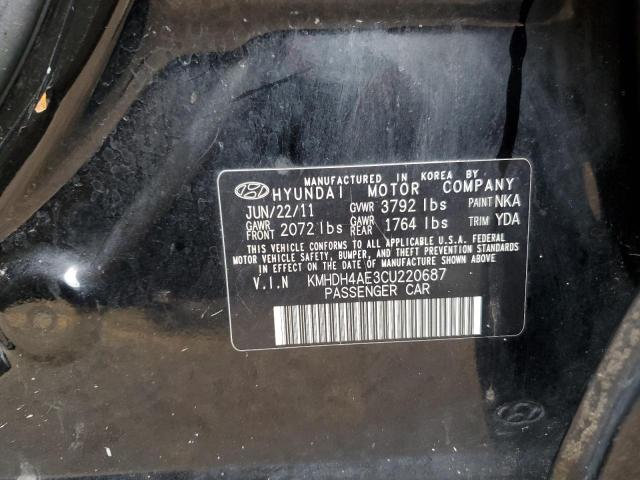 MANUFACTURED IN KOREA BY
HYUNDAI MOTOR COMPANY
JUN/22/11 GVWR 3792 lbs PAINT NKA
GAWR FRONT 2072 lbs GAWR REAR 1764 lbs TRIM YDA
THIS VEHICLE CONFORMS TO ALL APPLICABLE U.S.A. FEDERAL
MOTOR VEHICLE SAFETY, BUMPER, AND THEFT PREVENTION STANDARDS
IN EFFECT ON THE DATE OF MANUFACTURE SHOWN ABOVE.
V.I.N KMHDH4AE3CU220687
PASSENGER CAR